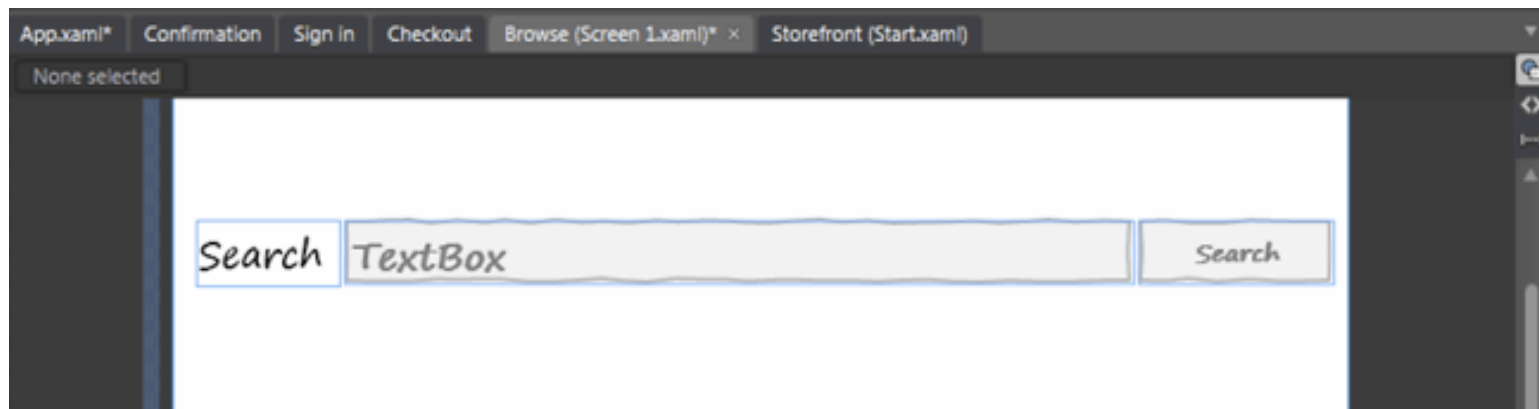 App.xaml* Confirmation Sign in Checkout Browse (Screen 1.xaml)* × Storefront (Start.xaml)
None selected
Search TextBox Search